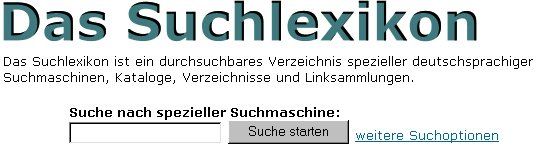 Das Suchlexikon
Das Suchlexikon ist ein durchsuchbares Verzeichnis spezieller deutschsprachiger
Suchmaschinen, Kataloge, Verzeichnisse und Linksammlungen.
Suche nach spezieller Suchmaschine:
Suche starten weitere Suchoptionen